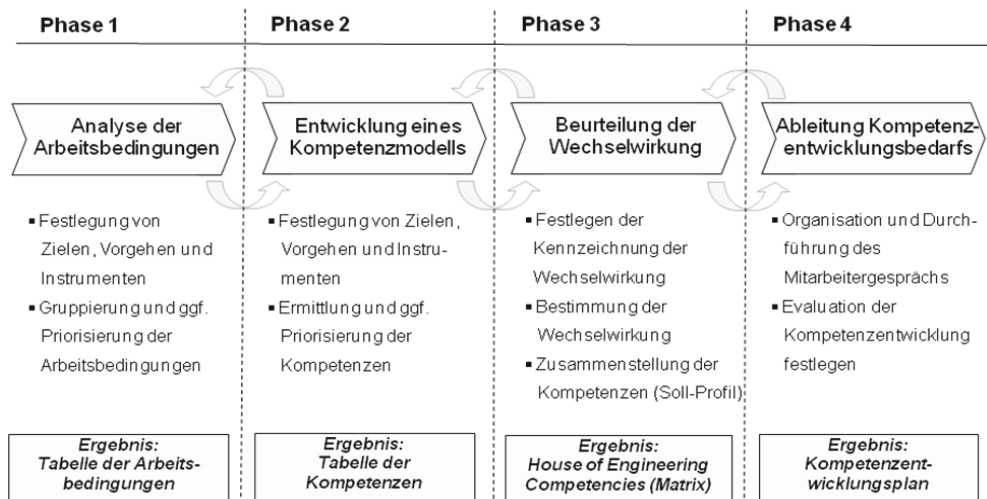 Phase 1
Phase 2
Phase 3
Phase 4
Analyse der
Arbeitsbedingungen
Entwicklung eines
Kompetenzmodells
Beurteilung der
Wechselwirkung
Ableitung Kompetenz-
entwicklungsbedarfs
▪ Festlegung von
Zielen, Vorgehen und
Instrumenten
▪ Gruppierung und ggf.
Priorisierung der
Arbeitsbedingungen
▪ Festlegung von Zielen,
Vorgehen und Instru-
menten
▪ Ermittlung und ggf.
Priorisierung der
Kompetenzen
▪ Festlegen der
Kennzeichnung der
Wechselwirkung
▪ Bestimmung der
Wechselwirkung
▪ Zusammenstellung der
Kompetenzen (Soll-Profil)
▪ Organisation und Durch-
führung des
Mitarbeitergesprächs
▪ Evaluation der
Kompetenzentwicklung
festlegen
Ergebnis:
Tabelle der Arbeits-
bedingungen
Ergebnis:
Tabelle der
Kompetenzen
Ergebnis:
House of Engineering
Competencies (Matrix)
Ergebnis:
Kompetenzent-
wicklungsplan